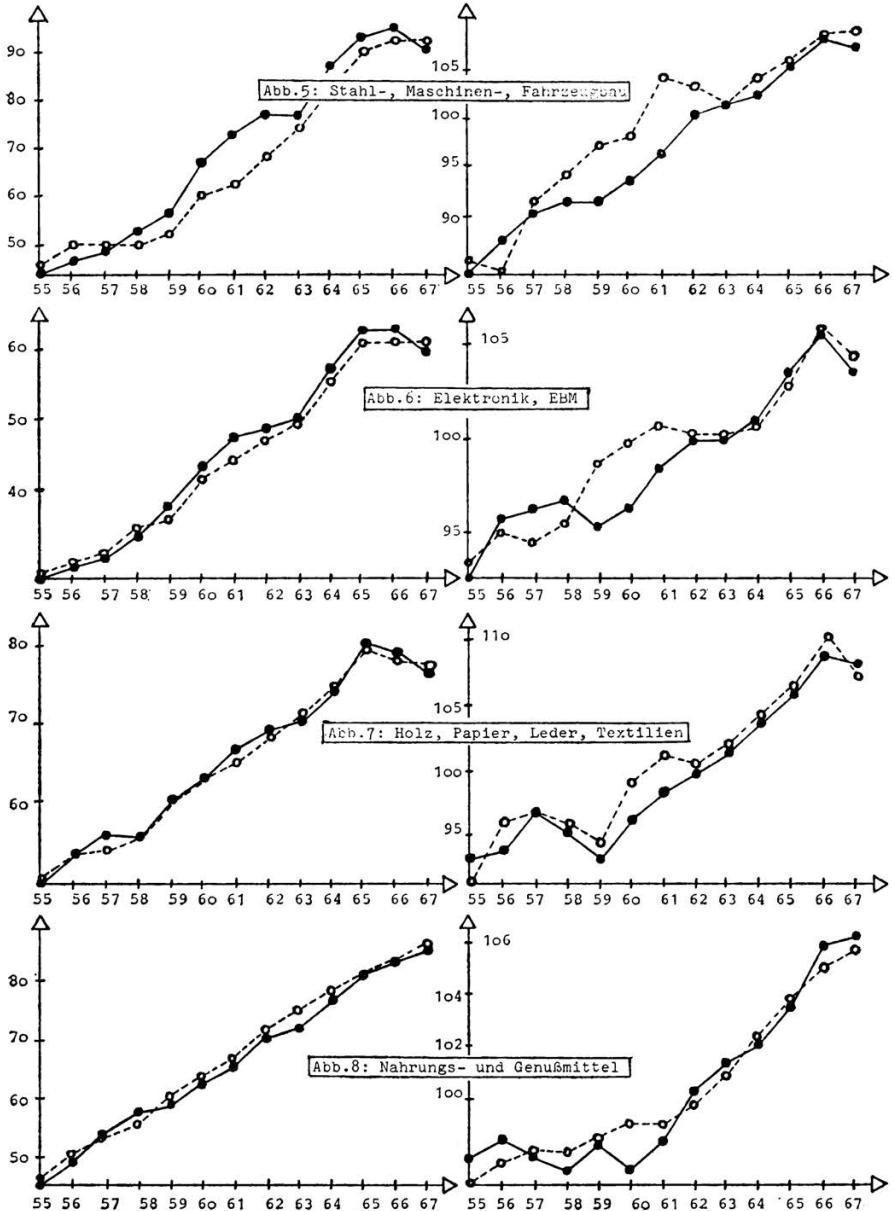 90
80
70
60
50
55 56 57 58 59 60 61 62 63 64 65 66 67
105
100
95
90
55 56 57 58 59 60 61 62 63 64 65 66 67
Abb.5: Stahl-, Maschinen-, Fahrzeugbau
60
50
40
55 56 57 58 59 60 61 62 63 64 65 66 67
105
100
95
55 56 57 58 59 60 61 62 63 64 65 66 67
Abb.6: Elektronik, EBM
80
70
60
55 56 57 58 59 60 61 62 63 64 65 66 67
110
105
100
95
55 56 57 58 59 60 61 62 63 64 65 66 67
Abb.7: Holz, Papier, Leder, Textilien
80
70
60
50
55 56 57 58 59 60 61 62 63 64 65 66 67
106
104
102
100
55 56 57 58 59 60 61 62 63 64 65 66 67
Abb.8: Nahrungs- und Genußmittel